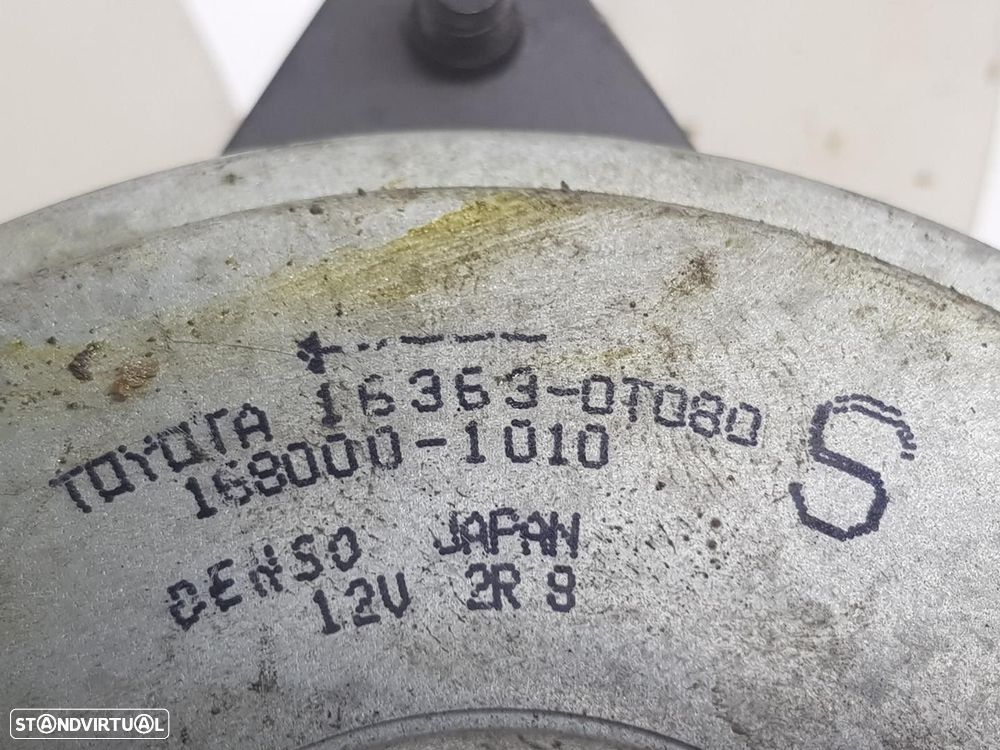 TOYOTA 16363-0T080
168000-1010
S
DENSO JAPAN
12V 2R 9
STANDVIRTUAL